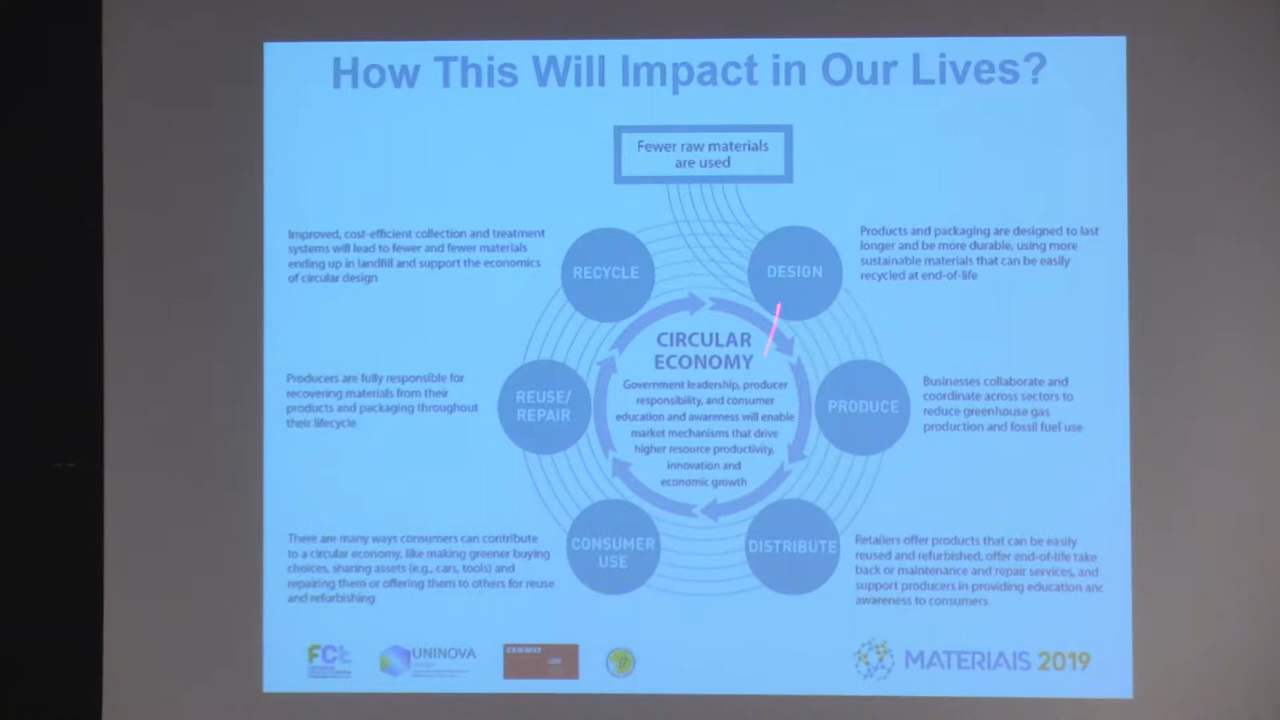 How This Will Impact in Our Lives?
Fewer raw materials
are used
Improved, cost-efficient collection and treatment
systems will lead to fewer and fewer materials
ending up in landfill and support the economics
of circular design
RECYCLE
DESIGN
Products and packaging are designed to last
longer and be more durable, using more
sustainable materials that can be easily
recycled at end-of-life
CIRCULAR
ECONOMY
Government leadership, producer
responsibility, and consumer
education and awareness will enable
market mechanisms that drive
higher resource productivity,
innovation and
economic growth
Producers are fully responsible for
recovering materials from their
products and packaging throughout
their lifecycle
REUSE/
REPAIR
PRODUCE
Businesses collaborate and
coordinate across sectors to
reduce greenhouse gas
production and fossil fuel use
There are many ways consumers can contribute
to a circular economy, like making greener buying
choices, sharing assets (e.g., cars, tools) and
repairing them or offering them to others for reuse
and refurbishing
CONSUMER
USE
DISTRIBUTE
Retailers offer products that can be easily
reused and refurbished, offer end-of-life take
back or maintenance and repair services, and
support producers in providing education and
awareness to consumers
FCt
UNINOVA
CENIMAT
MATERIAIS 2019